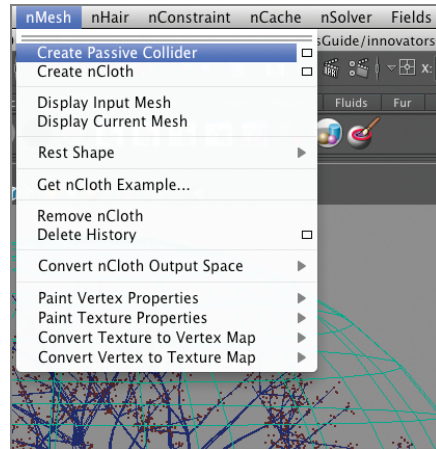 nMesh nHair nConstraint nCache nSolver Fields
sGuide/innovators
Create Passive Collider
Create nCloth
X:
Fluids Fur
Display Input Mesh
Display Current Mesh
Rest Shape
Get nCloth Example...
Remove nCloth
Delete History
Convert nCloth Output Space
Paint Vertex Properties
Paint Texture Properties
Convert Texture to Vertex Map
Convert Vertex to Texture Map